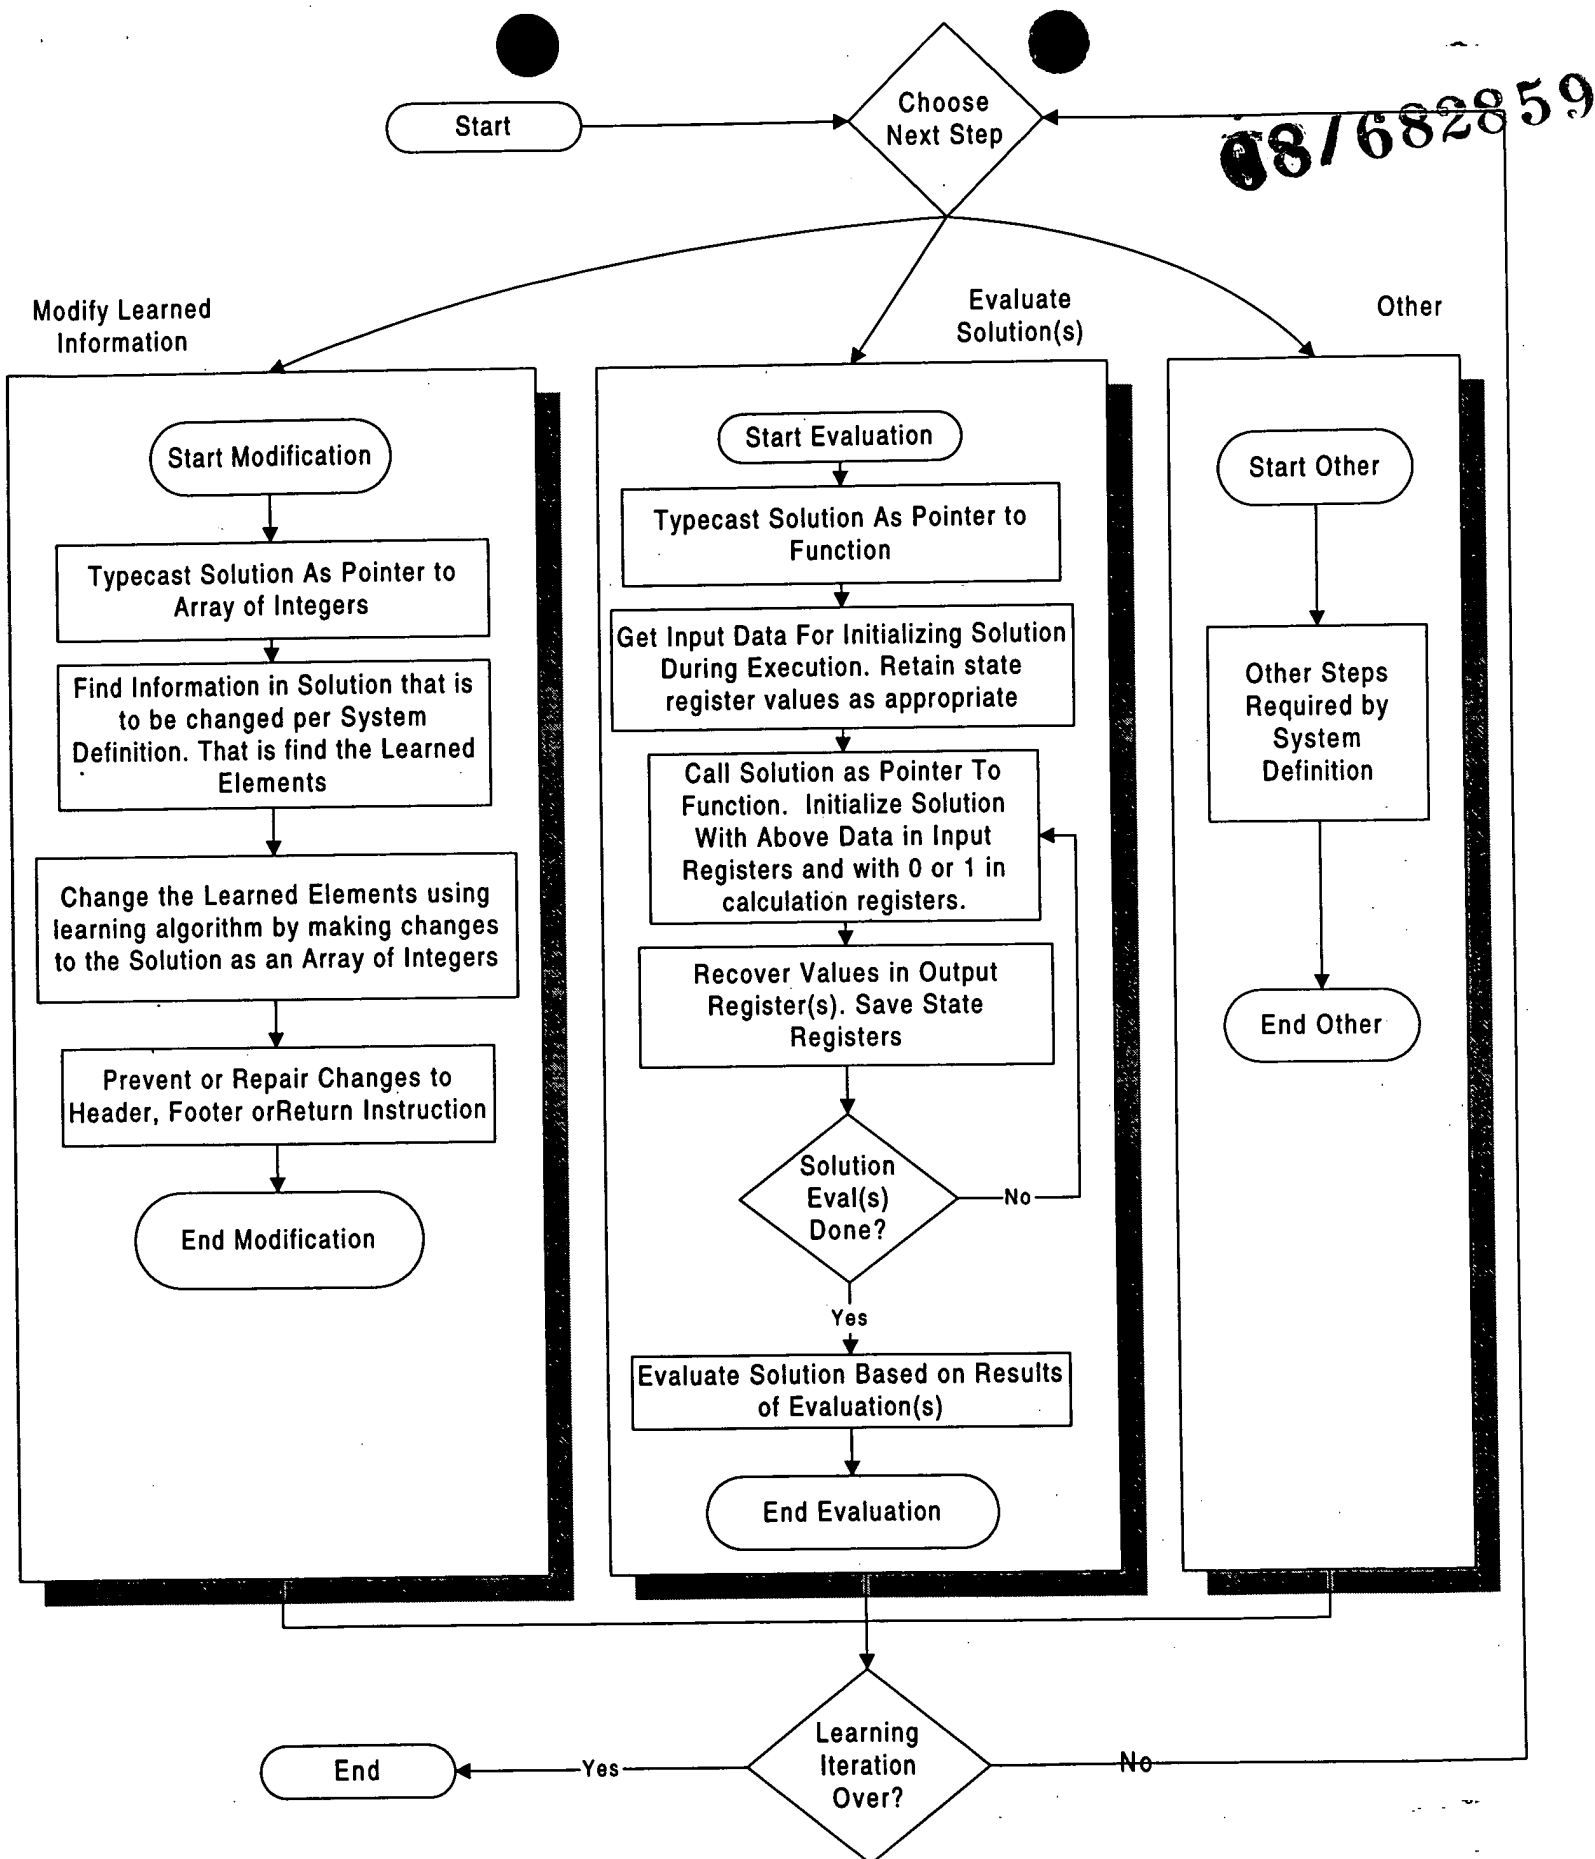 Start
Choose
Next Step
08/682859
Modify Learned
Information
Evaluate
Solution(s)
Other
Start Modification
Typecast Solution As Pointer to
Array of Integers
Find Information in Solution that is
to be changed per System
Definition. That is find the Learned
Elements
Change the Learned Elements using
learning algorithm by making changes
to the Solution as an Array of Integers
Prevent or Repair Changes to
Header, Footer orReturn Instruction
End Modification
Start Evaluation
Typecast Solution As Pointer to
Function
Get Input Data For Initializing Solution
During Execution. Retain state
register values as appropriate
Call Solution as Pointer To
Function. Initialize Solution
With Above Data in Input
Registers and with 0 or 1 in
calculation registers.
Recover Values in Output
Register(s). Save State
Registers
Solution
Eval(s)
Done?
No
Yes
Evaluate Solution Based on Results
of Evaluation(s)
End Evaluation
Start Other
Other Steps
Required by
System
Definition
End Other
Learning
Iteration
Over?
Yes
No
End